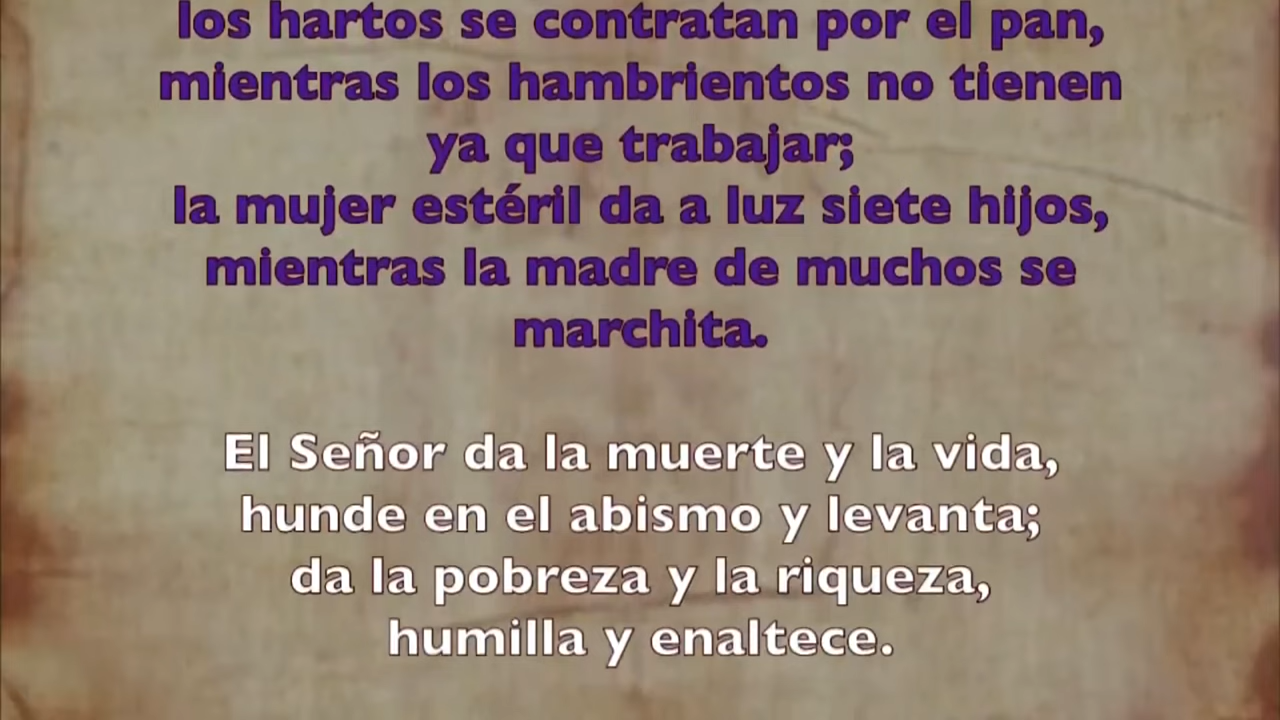 los hartos se contratan por el pan,
mientras los hambrientos no tienen
ya que trabajar;
la mujer estéril da a luz siete hijos,
mientras la madre de muchos se
marchita.
El Señor da la muerte y la vida,
hunde en el abismo y levanta;
da la pobreza y la riqueza,
humilla y enaltece.